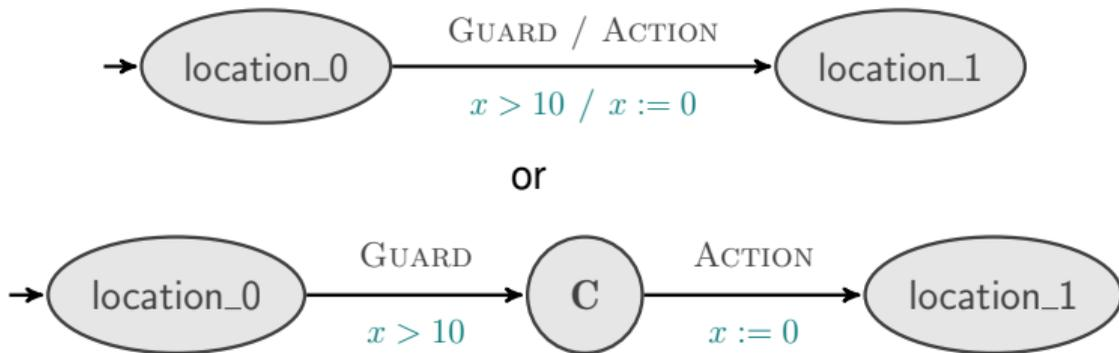 GUARD / ACTION
location_0
location_1
x > 10 / x := 0
or
GUARD
ACTION
location_0
C
location_1
x > 10
x := 0